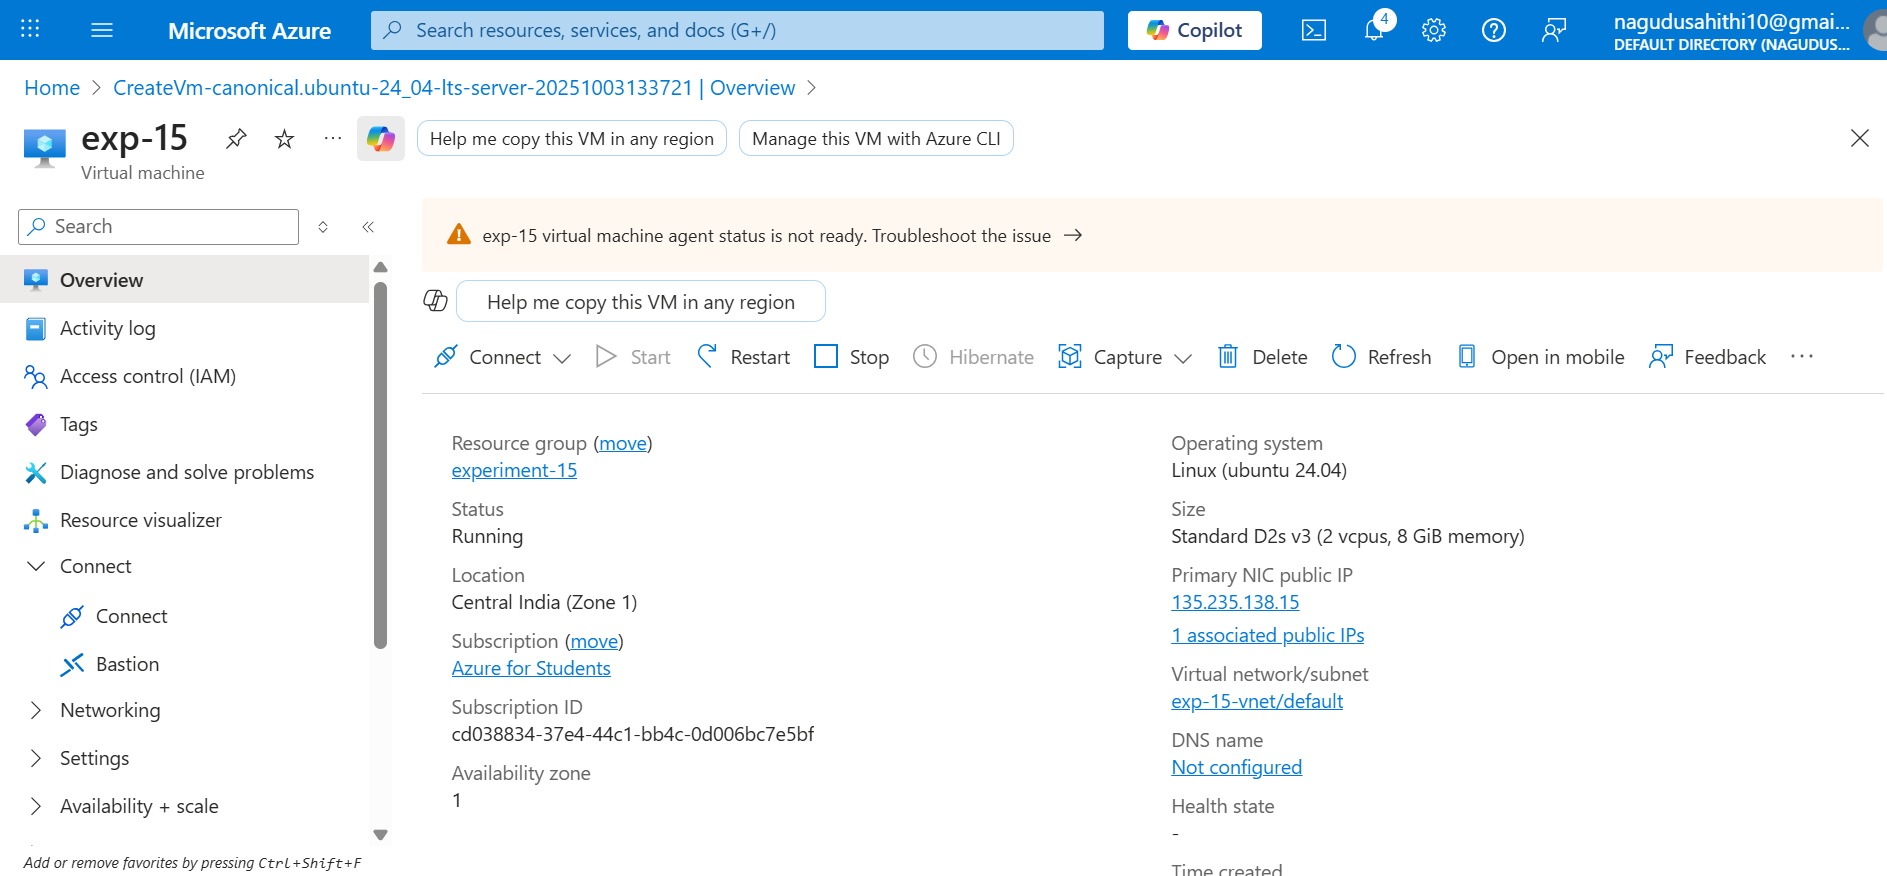 Microsoft Azure
Search resources, services, and docs (G+/)
Copilot
4
nagudusahithi10@gmai...
DEFAULT DIRECTORY (NAGUDUS...
Home > CreateVm-canonical.ubuntu-24_04-lts-server-20251003133721 | Overview >
exp-15
Virtual machine
Help me copy this VM in any region
Manage this VM with Azure CLI
Search
exp-15 virtual machine agent status is not ready. Troubleshoot the issue →
Help me copy this VM in any region
Connect
Start
Restart
Stop
Hibernate
Capture
Delete
Refresh
Open in mobile
Feedback
Overview
Activity log
Access control (IAM)
Tags
Diagnose and solve problems
Resource visualizer
Connect
Connect
Bastion
Networking
Settings
Availability + scale
Add or remove favorites by pressing Ctrl+Shift+F
Resource group (move)
experiment-15
Status
Running
Location
Central India (Zone 1)
Subscription (move)
Azure for Students
Subscription ID
cd038834-37e4-44c1-bb4c-0d006bc7e5bf
Availability zone
1
Operating system
Linux (ubuntu 24.04)
Size
Standard D2s v3 (2 vcpus, 8 GiB memory)
Primary NIC public IP
135.235.138.15
1 associated public IPs
Virtual network/subnet
exp-15-vnet/default
DNS name
Not configured
Health state
-
Time created